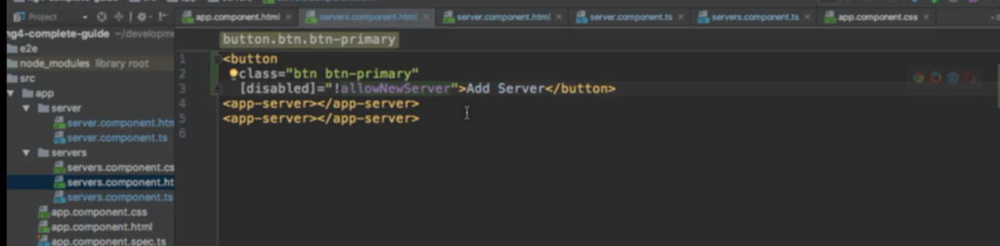 Project
app.component.html
servers.component.html
server.component.html
server.component.ts
servers.component.ts
app.component.css
ng4-complete-guide ~/developme
e2e
node_modules library root
src
app
server
server.component.htm
server.component.ts
servers
servers.component.cs
servers.component.ht
servers.component.ts
app.component.css
app.component.html
app.component.spec.ts
button.btn.btn-primary
1 <button
2 class="btn btn-primary"
3 [disabled]="!allowNewServer">Add Server</button>
4 <app-server></app-server>
5 <app-server></app-server>
6